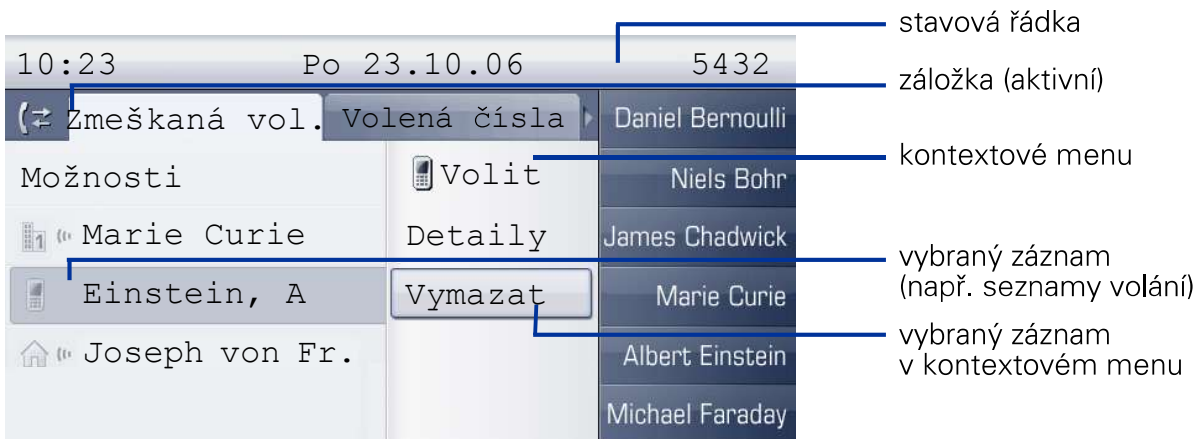 stavová řádka
10:23 Po 23.10.06 5432
záložka (aktivní)
Zmeškaná vol. Volená čísla Daniel Bernoulli
kontextové menu
Možnosti Volit Niels Bohr
1 Marie Curie Detaily James Chadwick
vybraný záznam
(např. seznamy volání)
Einstein, A Vymazat Marie Curie
vybraný záznam
v kontextovém menu
Joseph von Fr. Albert Einstein
Michael Faraday